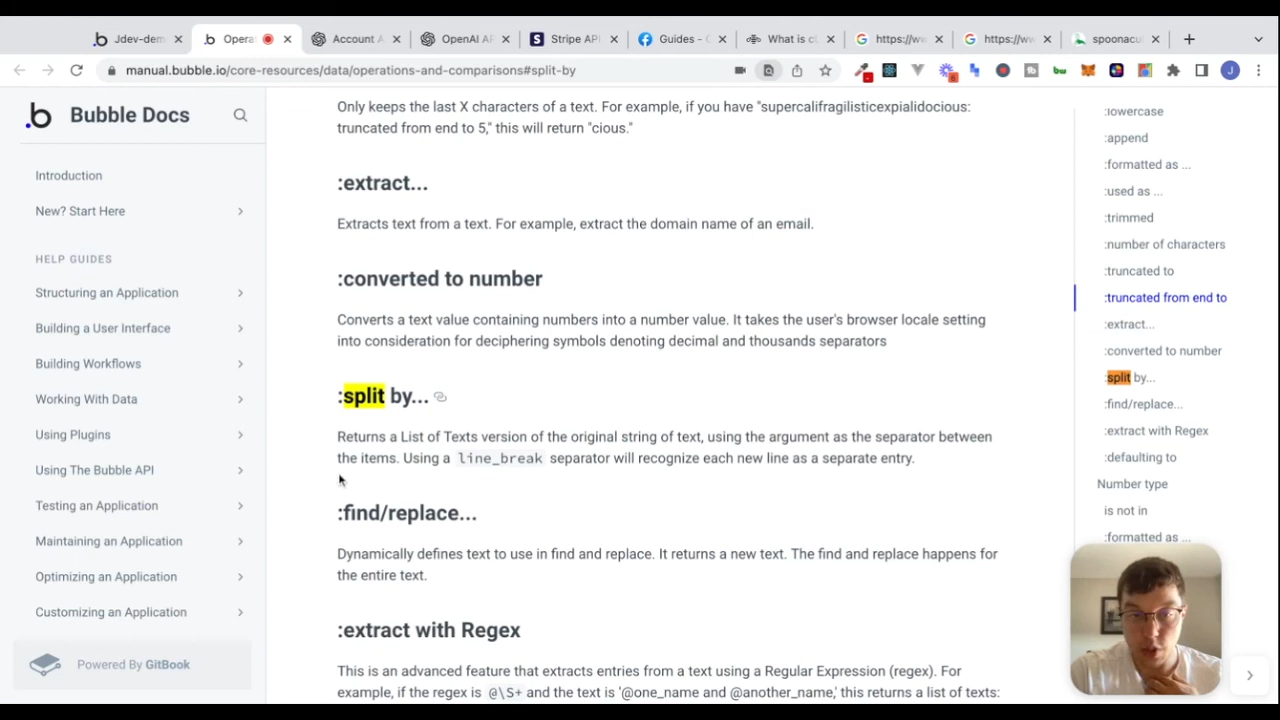 Jdev-dem
Opera
Account A
OpenAI AP
Stripe API
Guides - C
What is cl
https://ww
https://ww
spoonacul
manual.bubble.io/core-resources/data/operations-and-comparisons#split-by
J
Bubble Docs
Introduction
New? Start Here
HELP GUIDES
Structuring an Application
Building a User Interface
Building Workflows
Working With Data
Using Plugins
Using The Bubble API
Testing an Application
Maintaining an Application
Optimizing an Application
Customizing an Application
Powered By GitBook
Only keeps the last X characters of a text. For example, if you have "supercalifragilisticexpialidocious:
truncated from end to 5," this will return "cious."
:extract...
Extracts text from a text. For example, extract the domain name of an email.
:converted to number
Converts a text value containing numbers into a number value. It takes the user's browser locale setting
into consideration for deciphering symbols denoting decimal and thousands separators
:split by...
Returns a List of Texts version of the original string of text, using the argument as the separator between
the items. Using a line_break separator will recognize each new line as a separate entry.
:find/replace...
Dynamically defines text to use in find and replace. It returns a new text. The find and replace happens for
the entire text.
:extract with Regex
This is an advanced feature that extracts entries from a text using a Regular Expression (regex). For
example, if the regex is @\S+ and the text is '@one_name and @another_name,' this returns a list of texts:
:lowercase
:append
:formatted as ...
:used as ...
:trimmed
:number of characters
:truncated to
:truncated from end to
:extract...
:converted to number
:split by...
:find/replace...
:extract with Regex
:defaulting to
Number type
is not in
:formatted as ...